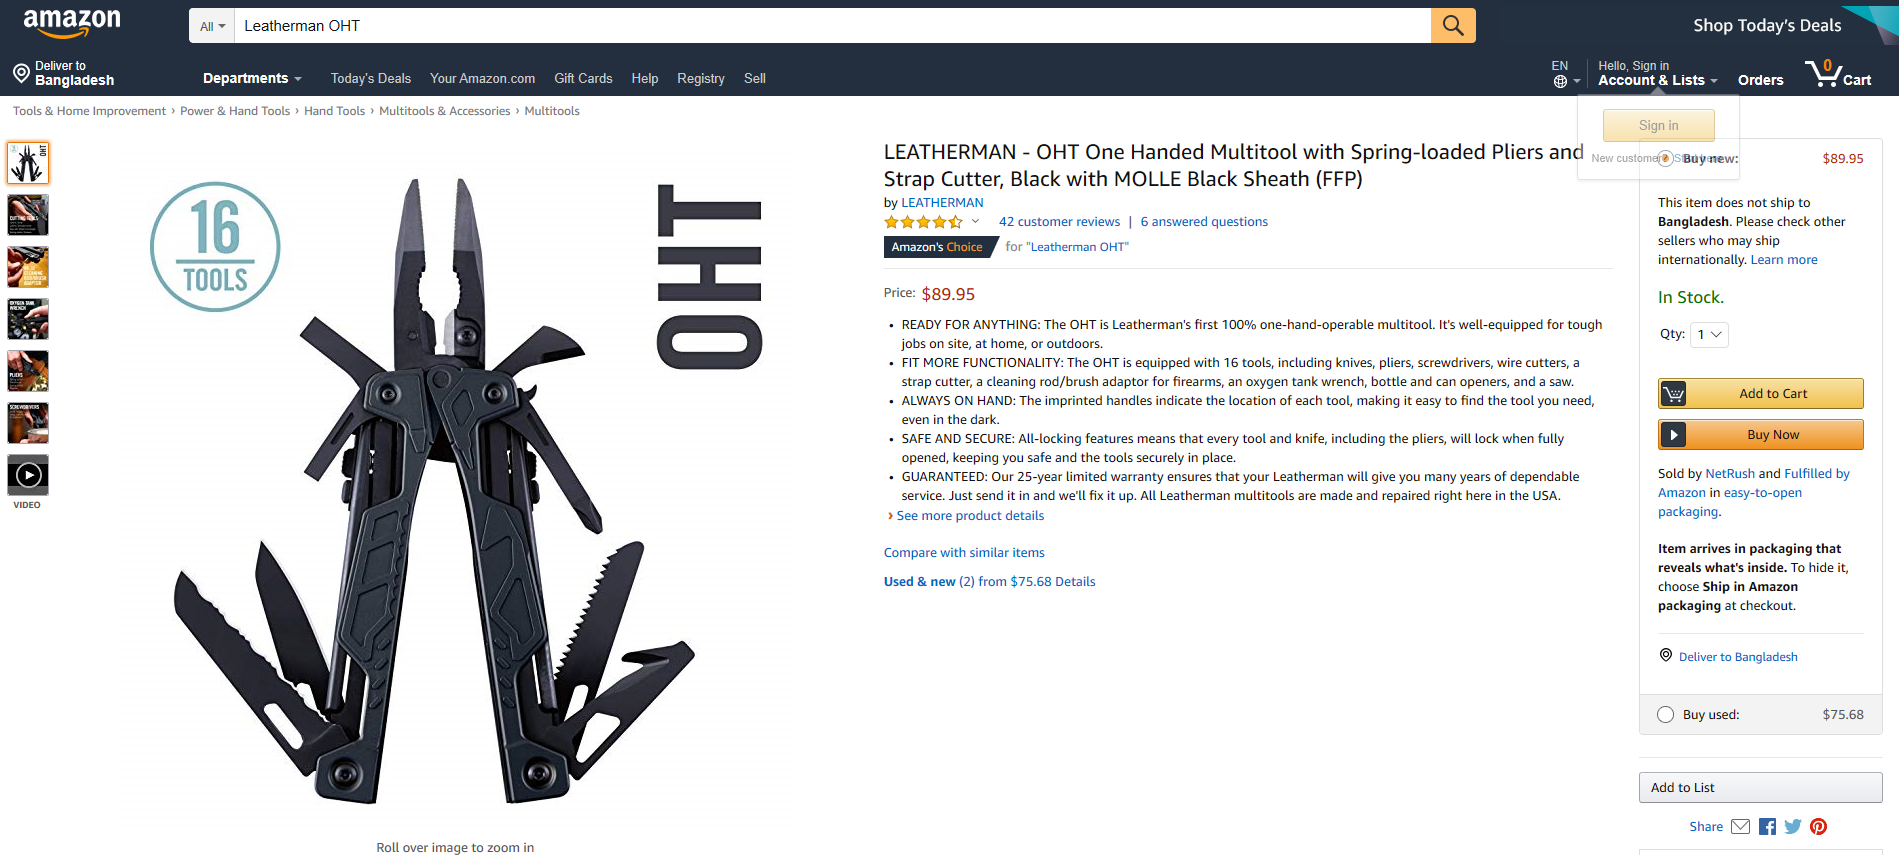 amazon
All
Leatherman OHT
Shop Today's Deals
Deliver to
Bangladesh
Departments
Today's Deals
Your Amazon.com
Gift Cards
Help
Registry
Sell
EN
Hello, Sign in
Account & Lists
Orders
0
Cart
Tools & Home Improvement › Power & Hand Tools › Hand Tools › Multitools & Accessories › Multitools
Sign in
New customer?
16
TOOLS
OHT
VIDEO
Roll over image to zoom in
LEATHERMAN - OHT One Handed Multitool with Spring-loaded Pliers and
Strap Cutter, Black with MOLLE Black Sheath (FFP)
by LEATHERMAN
42 customer reviews | 6 answered questions
Amazon's Choice for "Leatherman OHT"
Price: $89.95
• READY FOR ANYTHING: The OHT is Leatherman's first 100% one-hand-operable multitool. It's well-equipped for tough
jobs on site, at home, or outdoors.
• FIT MORE FUNCTIONALITY: The OHT is equipped with 16 tools, including knives, pliers, screwdrivers, wire cutters, a
strap cutter, a cleaning rod/brush adaptor for firearms, an oxygen tank wrench, bottle and can openers, and a saw.
• ALWAYS ON HAND: The imprinted handles indicate the location of each tool, making it easy to find the tool you need,
even in the dark.
• SAFE AND SECURE: All-locking features means that every tool and knife, including the pliers, will lock when fully
opened, keeping you safe and the tools securely in place.
• GUARANTEED: Our 25-year limited warranty ensures that your Leatherman will give you many years of dependable
service. Just send it in and we'll fix it up. All Leatherman multitools are made and repaired right here in the USA.
› See more product details
Compare with similar items
Used & new (2) from $75.68 Details
Buy new:
$89.95
This item does not ship to
Bangladesh. Please check other
sellers who may ship
internationally. Learn more
In Stock.
Qty: 1
Add to Cart
Buy Now
Sold by NetRush and Fulfilled by
Amazon in easy-to-open
packaging.
Item arrives in packaging that
reveals what's inside. To hide it,
choose Ship in Amazon
packaging at checkout.
Deliver to Bangladesh
Buy used:
$75.68
Add to List
Share